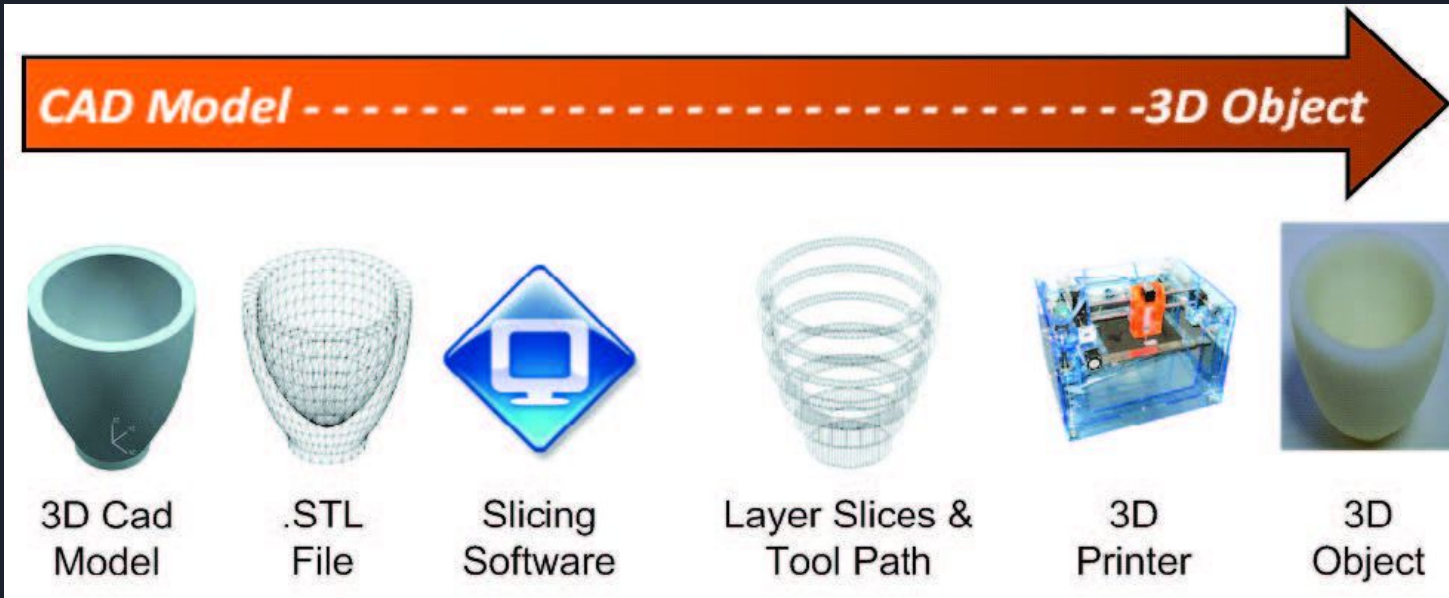 CAD Model - - - - - - -- - - - - - - - - - - - - - - - - - - - - -3D Object
3D Cad
Model
.STL
File
Slicing
Software
Layer Slices &
Tool Path
3D
Printer
3D
Object